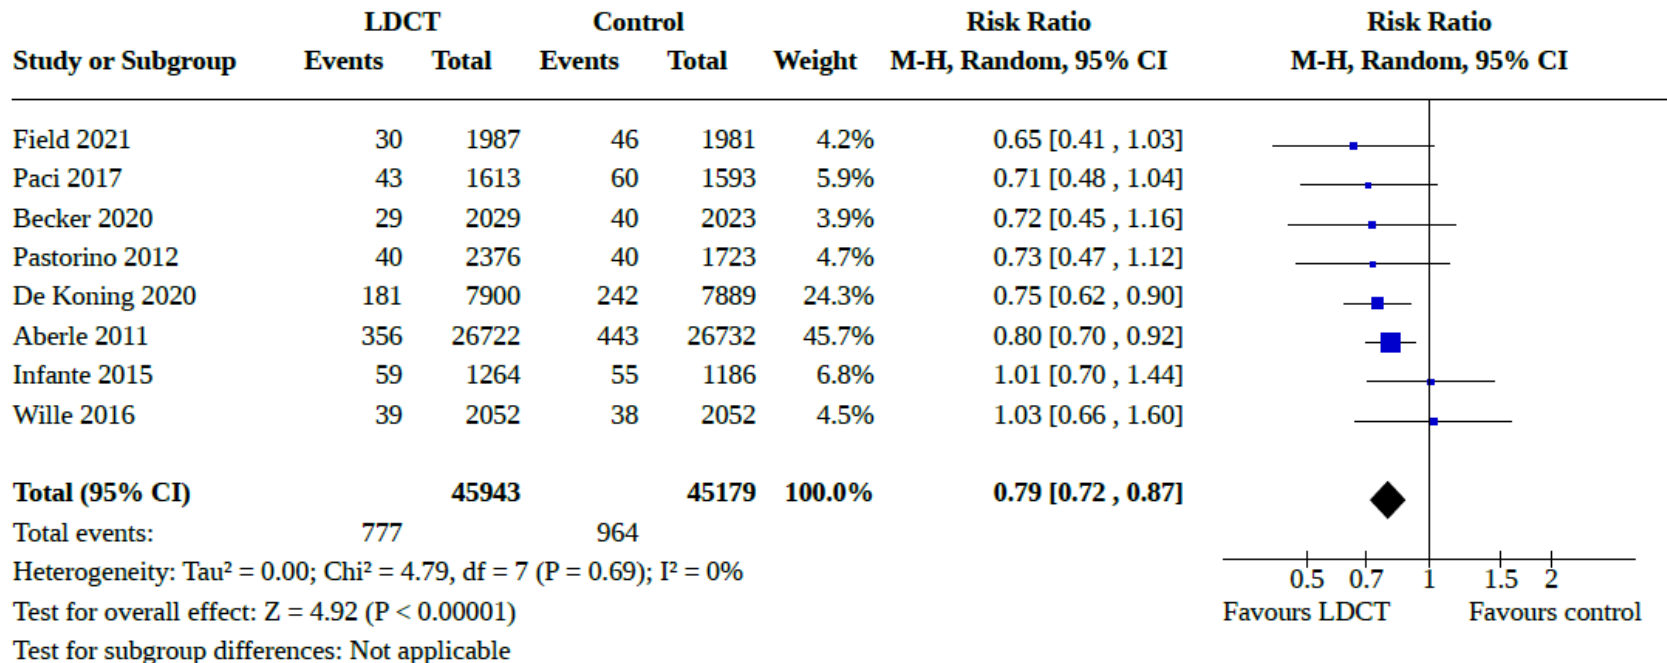 LDCT Control Risk Ratio Risk Ratio
Study or Subgroup Events Total Events Total Weight M-H, Random, 95% CI M-H, Random, 95% CI
Field 2021 30 1987 46 1981 4.2% 0.65 [0.41 , 1.03]
Paci 2017 43 1613 60 1593 5.9% 0.71 [0.48 , 1.04]
Becker 2020 29 2029 40 2023 3.9% 0.72 [0.45 , 1.16]
Pastorino 2012 40 2376 40 1723 4.7% 0.73 [0.47 , 1.12]
De Koning 2020 181 7900 242 7889 24.3% 0.75 [0.62 , 0.90]
Aberle 2011 356 26722 443 26732 45.7% 0.80 [0.70 , 0.92]
Infante 2015 59 1264 55 1186 6.8% 1.01 [0.70 , 1.44]
Wille 2016 39 2052 38 2052 4.5% 1.03 [0.66 , 1.60]
Total (95% CI) 45943 45179 100.0% 0.79 [0.72 , 0.87]
Total events: 777 964
Heterogeneity: Tau² = 0.00; Chi² = 4.79, df = 7 (P = 0.69); I² = 0%
0.5 0.7 1 1.5 2
Test for overall effect: Z = 4.92 (P < 0.00001)
Favours LDCT Favours control
Test for subgroup differences: Not applicable